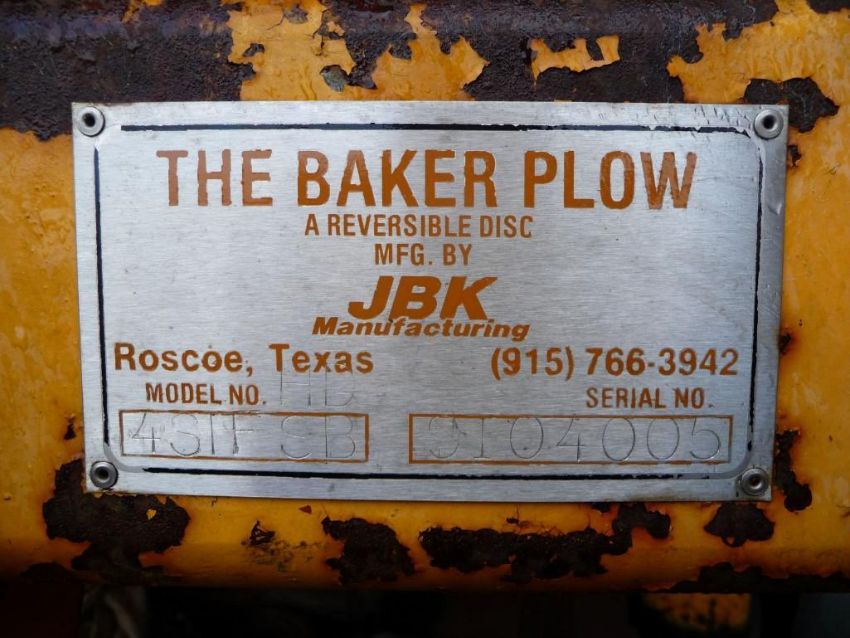 THE BAKER PLOW
A REVERSIBLE DISC
MFG. BY
JBK
Manufacturing
Roscoe, Texas (915) 766-3942
MODEL NO. SERIAL NO.
9104005